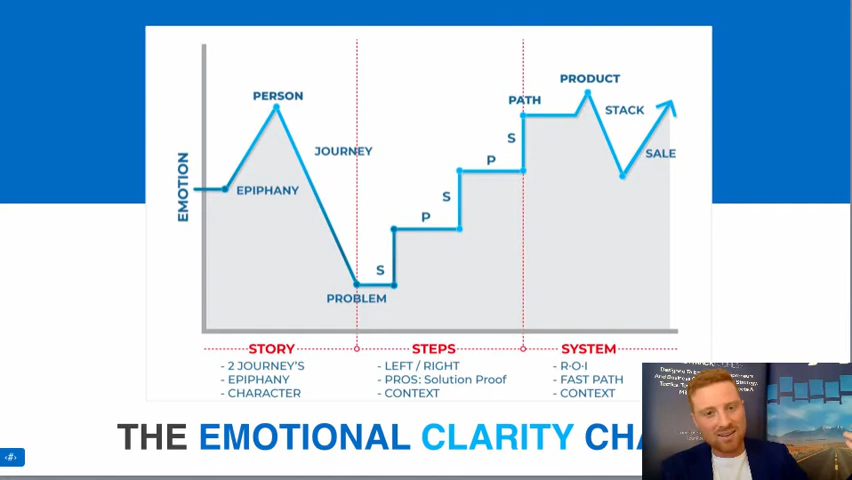 PRODUCT
PERSON
PATH
STACK
S
JOURNEY
P
SALE
EMOTION
EPIPHANY
S
P
S
PROBLEM
STORY
STEPS
SYSTEM
- 2 JOURNEY'S
- LEFT / RIGHT
- R·O·I
- EPIPHANY
- PROS: Solution Proof
- FAST PATH
- CHARACTER
- CONTEXT
- CONTEXT
THE EMOTIONAL CLARITY CHA
‹#›